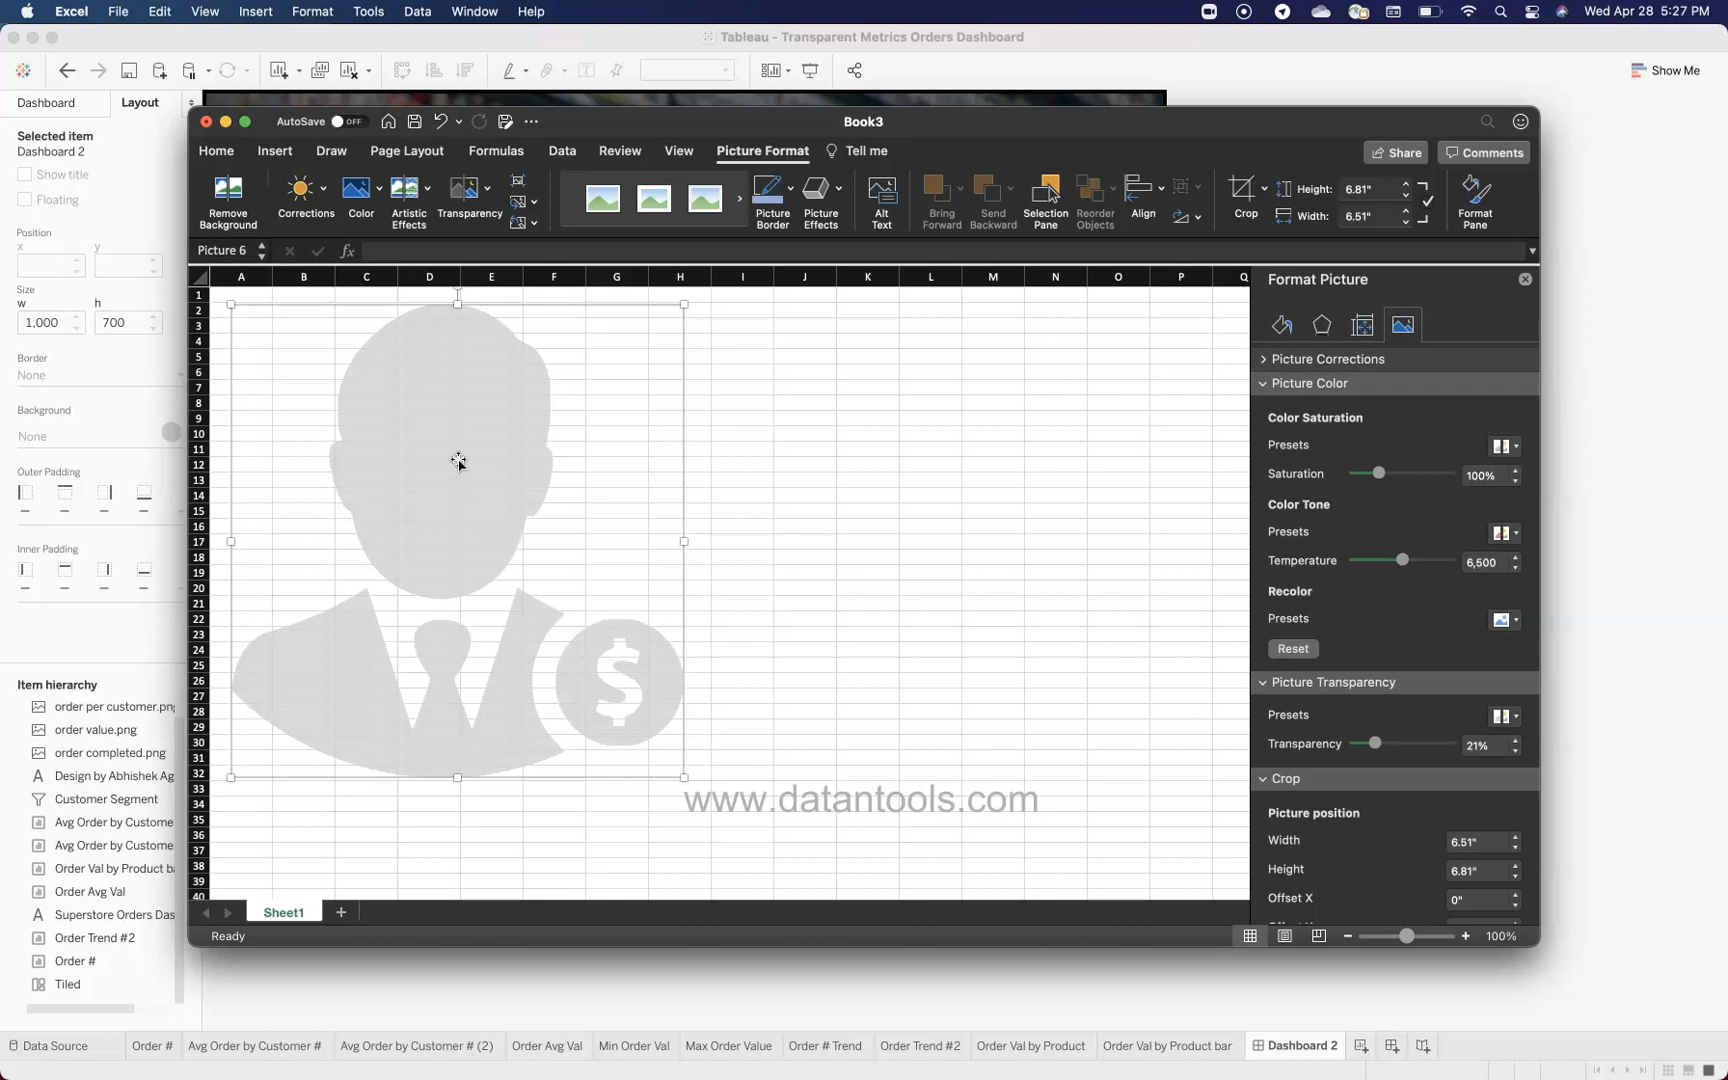 Excel File Edit View Insert Format Tools Data Window Help Wed Apr 28 5:27 PM
Tableau - Transparent Metrics Orders Dashboard
Show Me
Dashboard Layout
Selected item
Dashboard 2
Show title
Floating
Position
x y
Size
w h
1,000 700
Border
None
Background
None
Outer Padding
Inner Padding
Item hierarchy
order per customer.pn
order value.png
order completed.png
Design by Abhishek Ag
Customer Segment
Avg Order by Custome
Avg Order by Custome
Order Val by Product ba
Order Avg Val
Superstore Orders Das
Order Trend #2
Order #
Tiled
AutoSave OFF
Book3
Home Insert Draw Page Layout Formulas Data Review View Picture Format Tell me Share Comments
Remove Background Corrections Color Artistic Effects Transparency Picture Border Picture Effects Alt Text Bring Forward Send Backward Selection Pane Reorder Objects Align Crop Height: 6.81" Width: 6.51" Format Pane
Picture 6 fx
A B C D E F G H I J K L M N O P Q
1
2
3
4
5
6
7
8
9
10
11
12
13
14
15
16
17
18
19
20
21
22
23
24
25
26
27
28
29
30
31
32
33
34
35
36
37
38
39
40
$
www.datantools.com
Format Picture
Picture Corrections
Picture Color
Color Saturation
Presets
Saturation 100%
Color Tone
Presets
Temperature 6,500
Recolor
Presets
Reset
Picture Transparency
Presets
Transparency 21%
Crop
Picture position
Width 6.51"
Height 6.81"
Offset X 0"
Sheet1
Ready 100%
Data Source Order # Avg Order by Customer # Avg Order by Customer # (2) Order Avg Val Min Order Val Max Order Value Order # Trend Order Trend #2 Order Val by Product Order Val by Product bar Dashboard 2